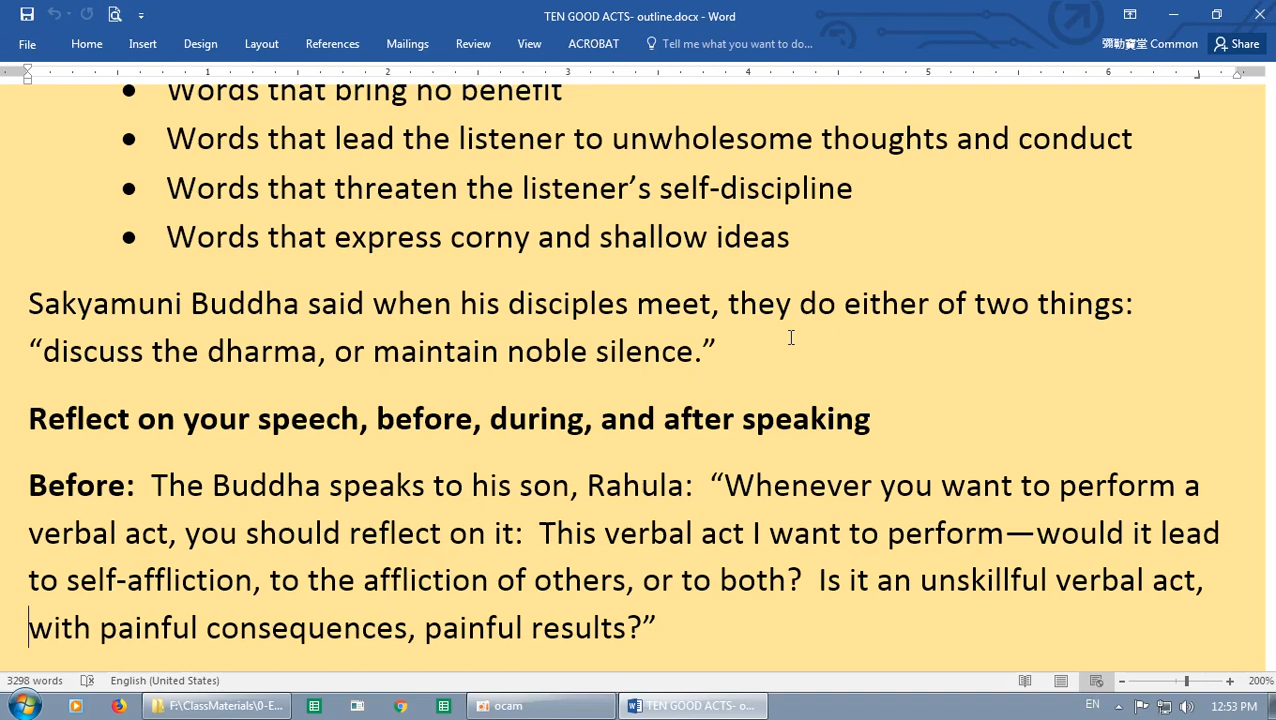 TEN GOOD ACTS- outline.docx - Word
File Home Insert Design Layout References Mailings Review View ACROBAT Tell me what you want to do... 彌勒寶堂 Common Share
1 2 3 4 5 6
• Words that bring no benefit
• Words that lead the listener to unwholesome thoughts and conduct
• Words that threaten the listener’s self-discipline
• Words that express corny and shallow ideas
Sakyamuni Buddha said when his disciples meet, they do either of two things:
“discuss the dharma, or maintain noble silence.”
Reflect on your speech, before, during, and after speaking
Before: The Buddha speaks to his son, Rahula: “Whenever you want to perform a
verbal act, you should reflect on it: This verbal act I want to perform—would it lead
to self-affliction, to the affliction of others, or to both? Is it an unskillful verbal act,
with painful consequences, painful results?”
3298 words English (United States) 200%
F:\ClassMaterials\0-E... ocam TEN GOOD ACTS- o... EN 12:53 PM